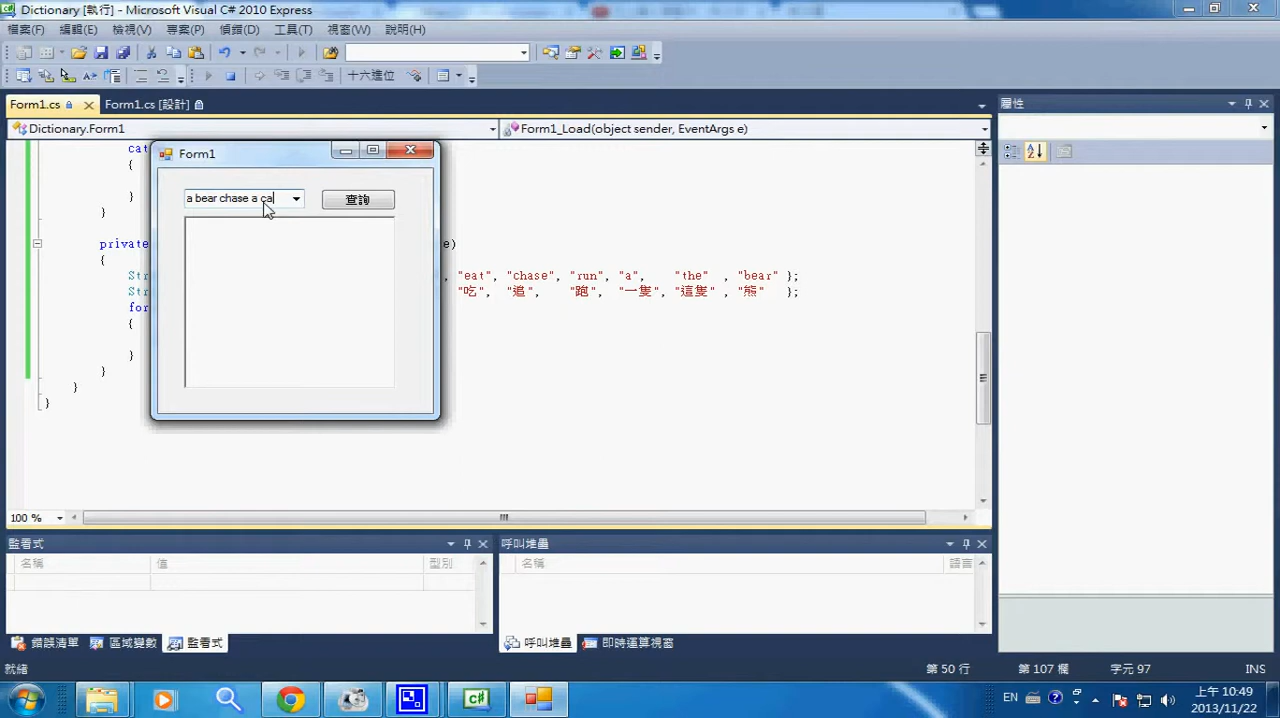 Dictionary [執行] - Microsoft Visual C# 2010 Express
檔案(F) 編輯(E) 檢視(V) 專案(P) 偵錯(D) 工具(T) 視窗(W) 說明(H)
十六進位
Form1.cs Form1.cs [設計]
屬性
Dictionary.Form1 Form1_Load(object sender, EventArgs e)
cat
{
}
}
private e)
{
Str , "eat", "chase", "run", "a", "the" , "bear" };
Str "吃", "追", "跑", "一隻", "這隻" , "熊" };
for
{
}
}
}
}
Form1
a bear chase a ca 查詢
100 %
監看式 呼叫堆疊
名稱 值 型別 名稱 語言
錯誤清單 區域變數 監看式 呼叫堆疊 即時運算視窗
就緒 第 50 行 第 107 欄 字元 97 INS
EN 上午 10:49
2013/11/22